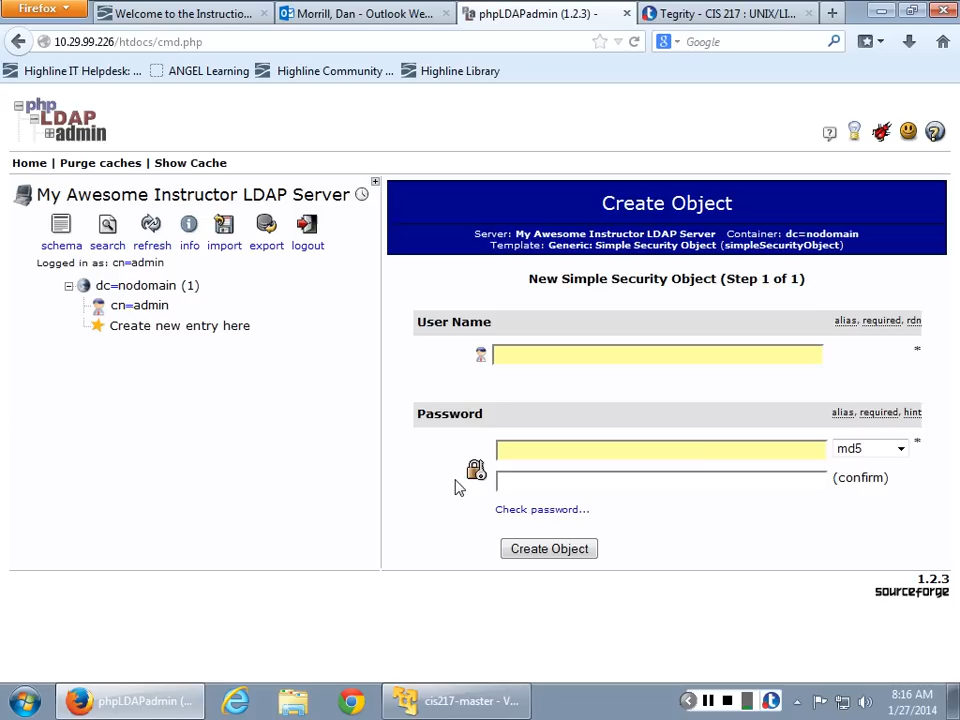 Firefox
Welcome to the Instructio...
Morrill, Dan - Outlook We...
phpLDAPadmin (1.2.3) -
Tegrity - CIS 217 : UNIX/LI...
10.29.99.226/htdocs/cmd.php
Google
Highline IT Helpdesk: ...
ANGEL Learning
Highline Community ...
Highline Library
php
LDAP
admin
Home | Purge caches | Show Cache
My Awesome Instructor LDAP Server
schema search refresh info import export logout
Logged in as: cn=admin
dc=nodomain (1)
cn=admin
Create new entry here
Create Object
Server: My Awesome Instructor LDAP Server Container: dc=nodomain
Template: Generic: Simple Security Object (simpleSecurityObject)
New Simple Security Object (Step 1 of 1)
User Name alias, required, rdn
*
Password alias, required, hint
md5 *
(confirm)
Check password...
Create Object
1.2.3
sourceforge
phpLDAPadmin (...
cis217-master - V...
8:16 AM
1/27/2014